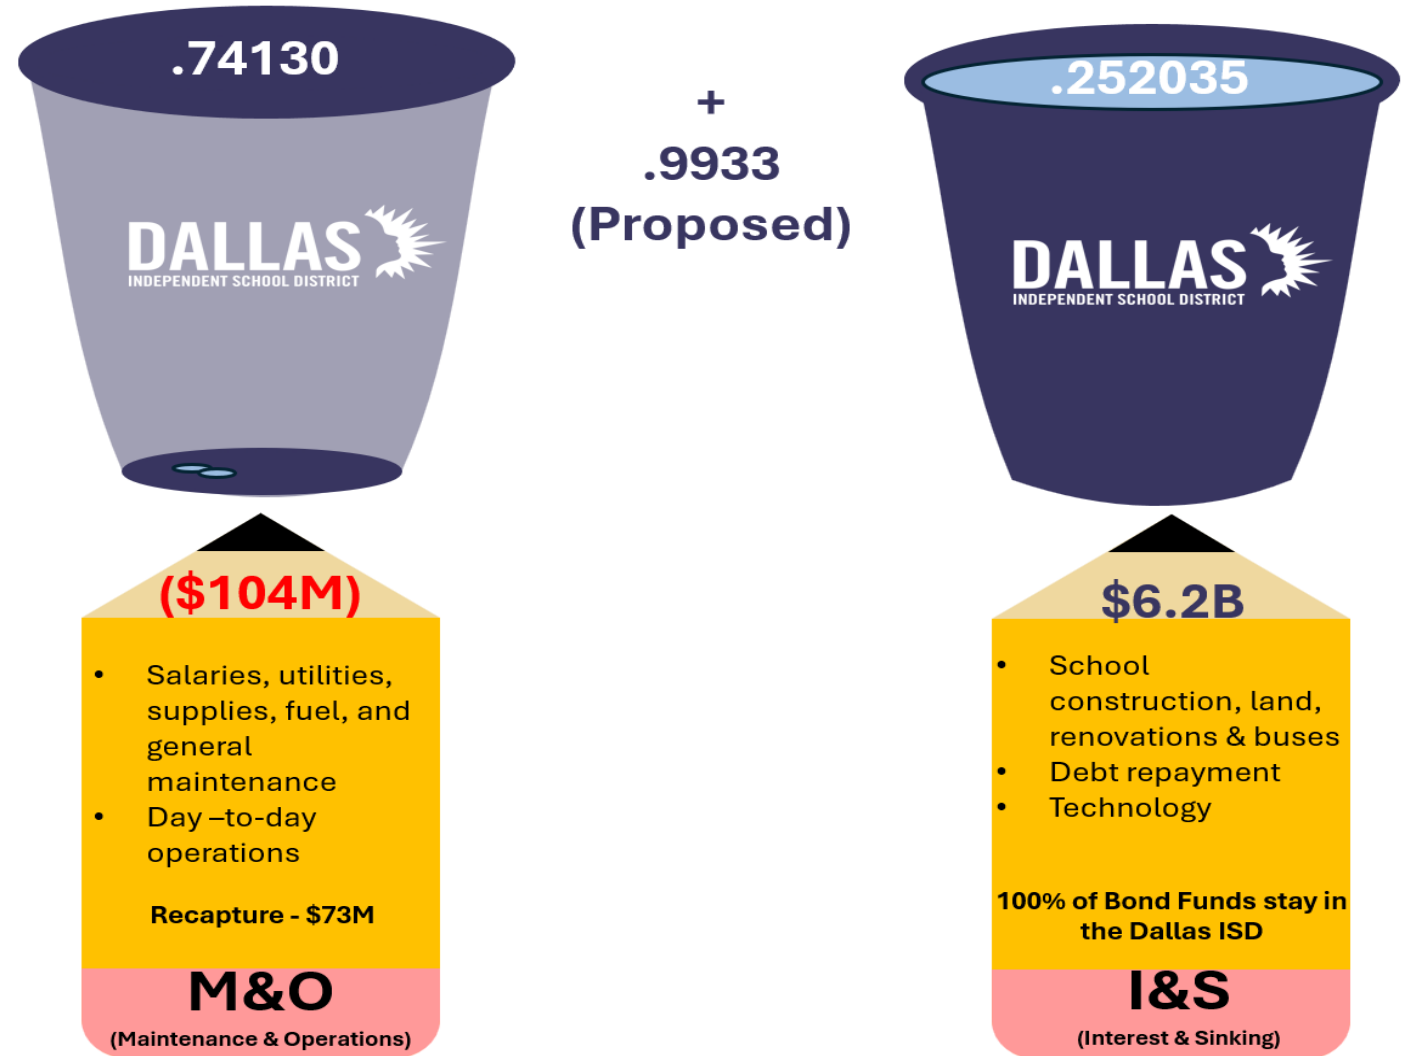 .74130
DALLAS
INDEPENDENT SCHOOL DISTRICT
+
.9933
(Proposed)
.252035
DALLAS
INDEPENDENT SCHOOL DISTRICT
($104M)
• Salaries, utilities,
supplies, fuel, and
general
maintenance
• Day –to-day
operations
Recapture - $73M
M&O
(Maintenance & Operations)
$6.2B
• School
construction, land,
renovations & buses
• Debt repayment
• Technology
100% of Bond Funds stay in
the Dallas ISD
I&S
(Interest & Sinking)